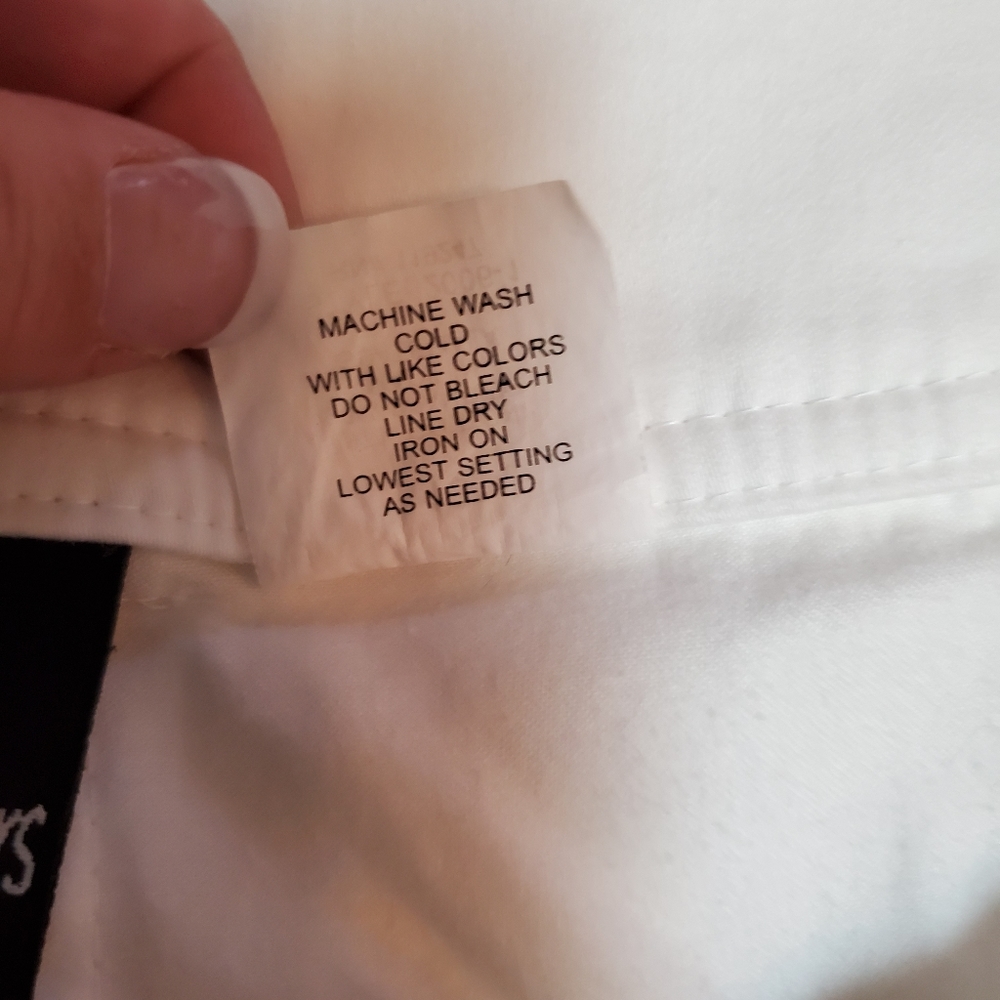 MACHINE WASH
COLD
WITH LIKE COLORS
DO NOT BLEACH
LINE DRY
IRON ON
LOWEST SETTING
AS NEEDED